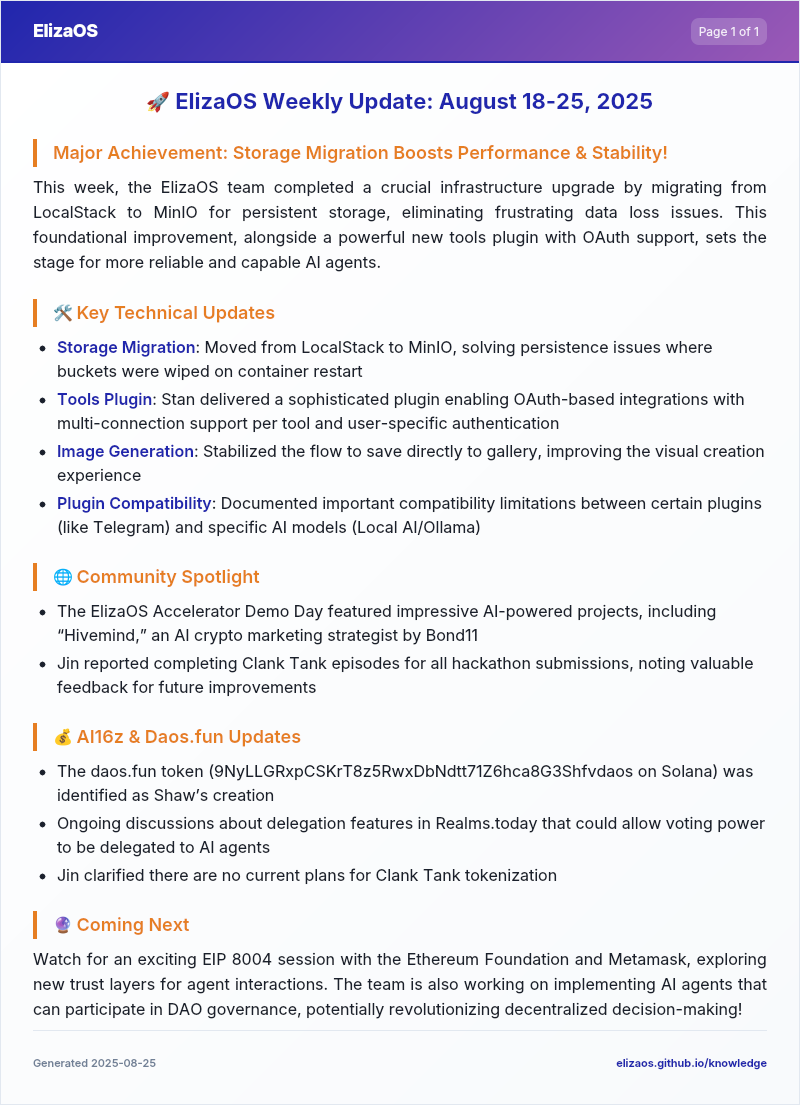 ElizaOS
Page 1 of 1
🚀 ElizaOS Weekly Update: August 18-25, 2025
Major Achievement: Storage Migration Boosts Performance & Stability!
This week, the ElizaOS team completed a crucial infrastructure upgrade by migrating from
LocalStack to MinIO for persistent storage, eliminating frustrating data loss issues. This
foundational improvement, alongside a powerful new tools plugin with OAuth support, sets the
stage for more reliable and capable AI agents.
🛠️ Key Technical Updates
• Storage Migration: Moved from LocalStack to MinIO, solving persistence issues where
buckets were wiped on container restart
• Tools Plugin: Stan delivered a sophisticated plugin enabling OAuth-based integrations with
multi-connection support per tool and user-specific authentication
• Image Generation: Stabilized the flow to save directly to gallery, improving the visual creation
experience
• Plugin Compatibility: Documented important compatibility limitations between certain plugins
(like Telegram) and specific AI models (Local AI/Ollama)
🌐 Community Spotlight
• The ElizaOS Accelerator Demo Day featured impressive AI-powered projects, including
“Hivemind,” an AI crypto marketing strategist by Bond11
• Jin reported completing Clank Tank episodes for all hackathon submissions, noting valuable
feedback for future improvements
💰 AI16z & Daos.fun Updates
• The daos.fun token (9NyLLGRxpCSKrT8z5RwxDbNdtt71Z6hca8G3Shfvdaos on Solana) was
identified as Shaw’s creation
• Ongoing discussions about delegation features in Realms.today that could allow voting power
to be delegated to AI agents
• Jin clarified there are no current plans for Clank Tank tokenization
🔮 Coming Next
Watch for an exciting EIP 8004 session with the Ethereum Foundation and Metamask, exploring
new trust layers for agent interactions. The team is also working on implementing AI agents that
can participate in DAO governance, potentially revolutionizing decentralized decision-making!
Generated 2025-08-25
elizaos.github.io/knowledge